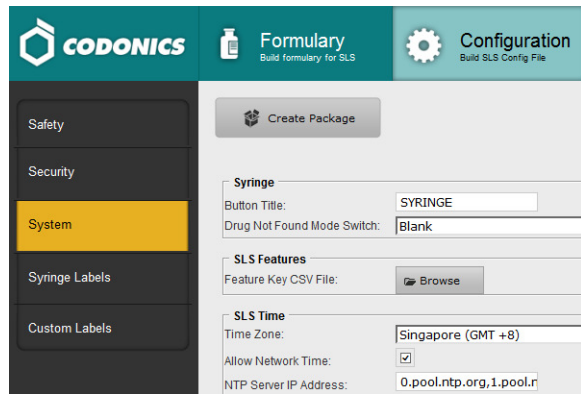 CODONICS
Formulary
Build formulary for SLS
Configuration
Build SLS Config File
Safety
Security
System
Syringe Labels
Custom Labels
Create Package
Syringe
Button Title: SYRINGE
Drug Not Found Mode Switch: Blank
SLS Features
Feature Key CSV File: Browse
SLS Time
Time Zone: Singapore (GMT +8)
Allow Network Time:
NTP Server IP Address: 0.pool.ntp.org,1.pool.n